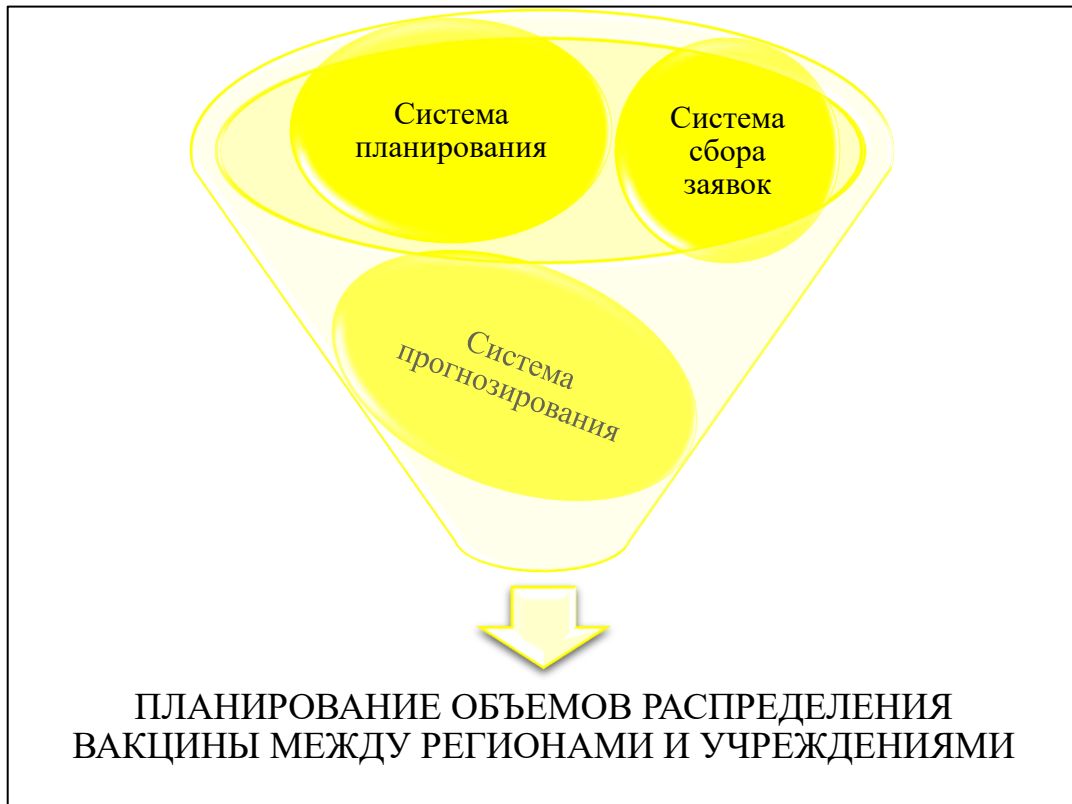 Система
планирования
Система
сбора
заявок
Система
прогнозирования
ПЛАНИРОВАНИЕ ОБЪЕМОВ РАСПРЕДЕЛЕНИЯ
ВАКЦИНЫ МЕЖДУ РЕГИОНАМИ И УЧРЕЖДЕНИЯМИ